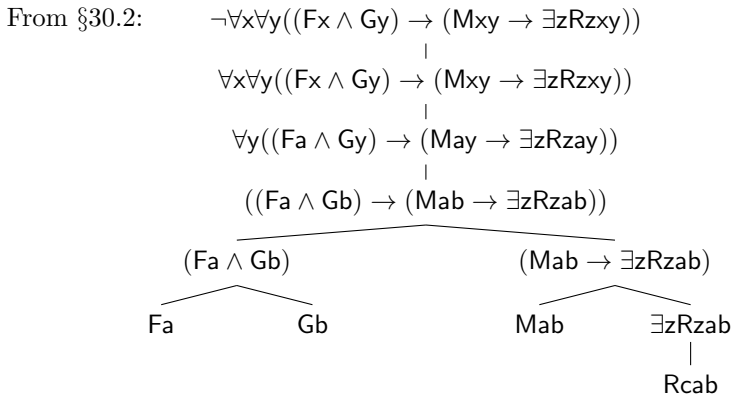 From §30.2: ¬∀x∀y((Fx ∧ Gy) → (Mxy → ∃zRzxy))
∀x∀y((Fx ∧ Gy) → (Mxy → ∃zRzxy))
∀y((Fa ∧ Gy) → (May → ∃zRzay))
((Fa ∧ Gb) → (Mab → ∃zRzab))
(Fa ∧ Gb) (Mab → ∃zRzab)
Fa Gb Mab ∃zRzab
Rcab